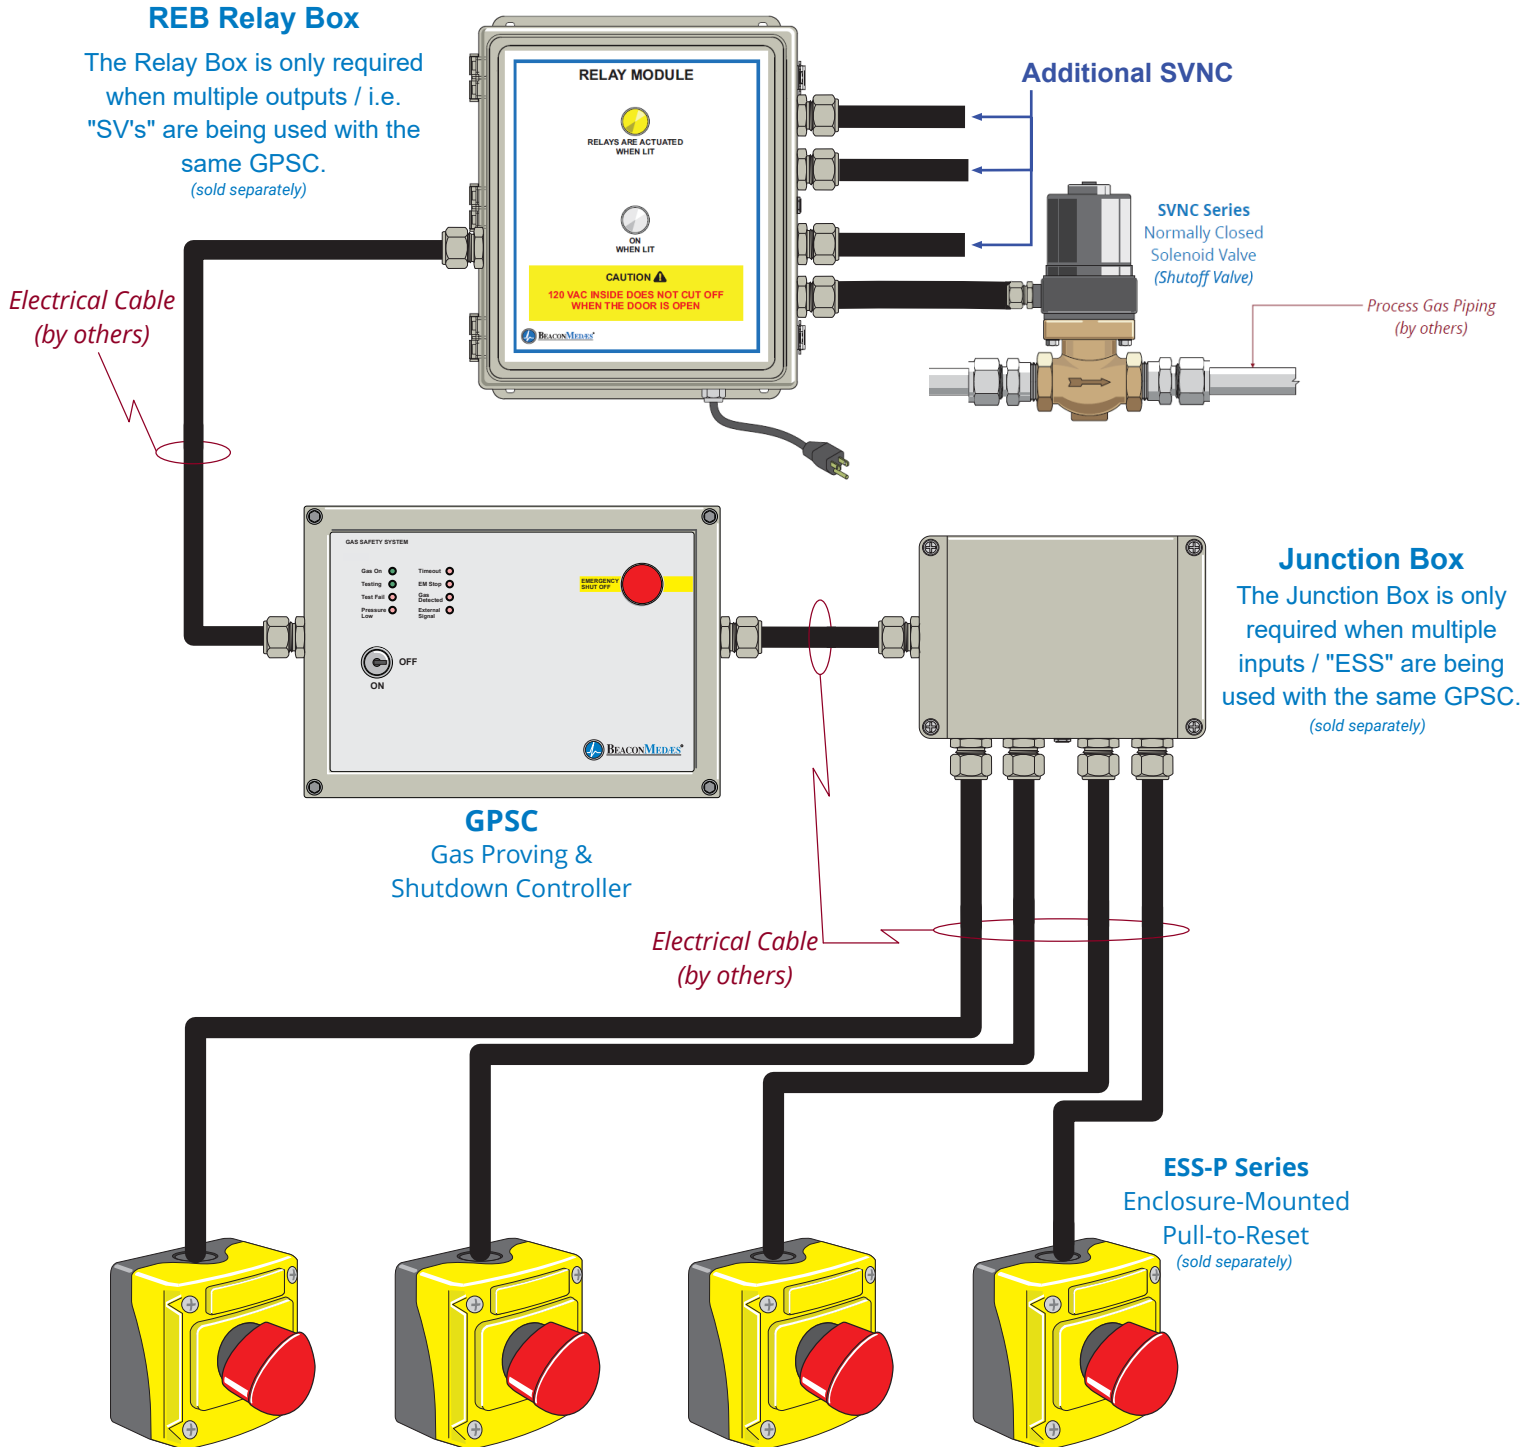 REB Relay Box
The Relay Box is only required
when multiple outputs / i.e.
"SV's" are being used with the
same GPSC.
(sold separately)
RELAY MODULE
RELAYS ARE ACTUATED
WHEN LIT
ON
WHEN LIT
CAUTION
120 VAC INSIDE DOES NOT CUT OFF
WHEN THE DOOR IS OPEN
BEACONMEDÆS
Additional SVNC
SVNC Series
Normally Closed
Solenoid Valve
(Shutoff Valve)
Process Gas Piping
(by others)
Electrical Cable
(by others)
GAS SAFETY SYSTEM
Gas On
Testing
Test Fail
Pressure
Low
Timeout
EM Stop
Gas
Detected
External
Signal
EMERGENCY
SHUT OFF
OFF
ON
BEACONMEDÆS
GPSC
Gas Proving &
Shutdown Controller
Junction Box
The Junction Box is only
required when multiple
inputs / "ESS" are being
used with the same GPSC.
(sold separately)
Electrical Cable
(by others)
ESS-P Series
Enclosure-Mounted
Pull-to-Reset
(sold separately)